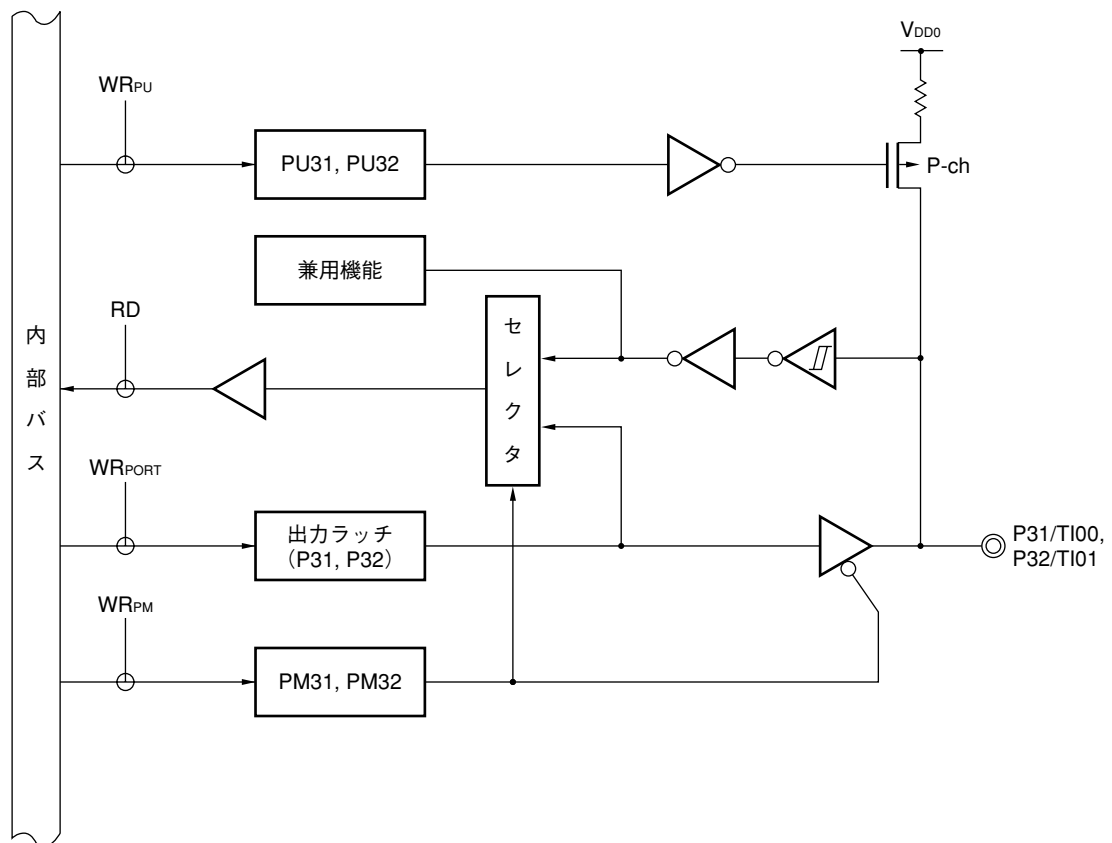 VDD0
WRPU
PU31, PU32
P-ch
兼用機能
RD
セレクタ
内部バス
WRPORT
出力ラッチ
（P31, P32）
P31/TI00,
P32/TI01
WRPM
PM31, PM32